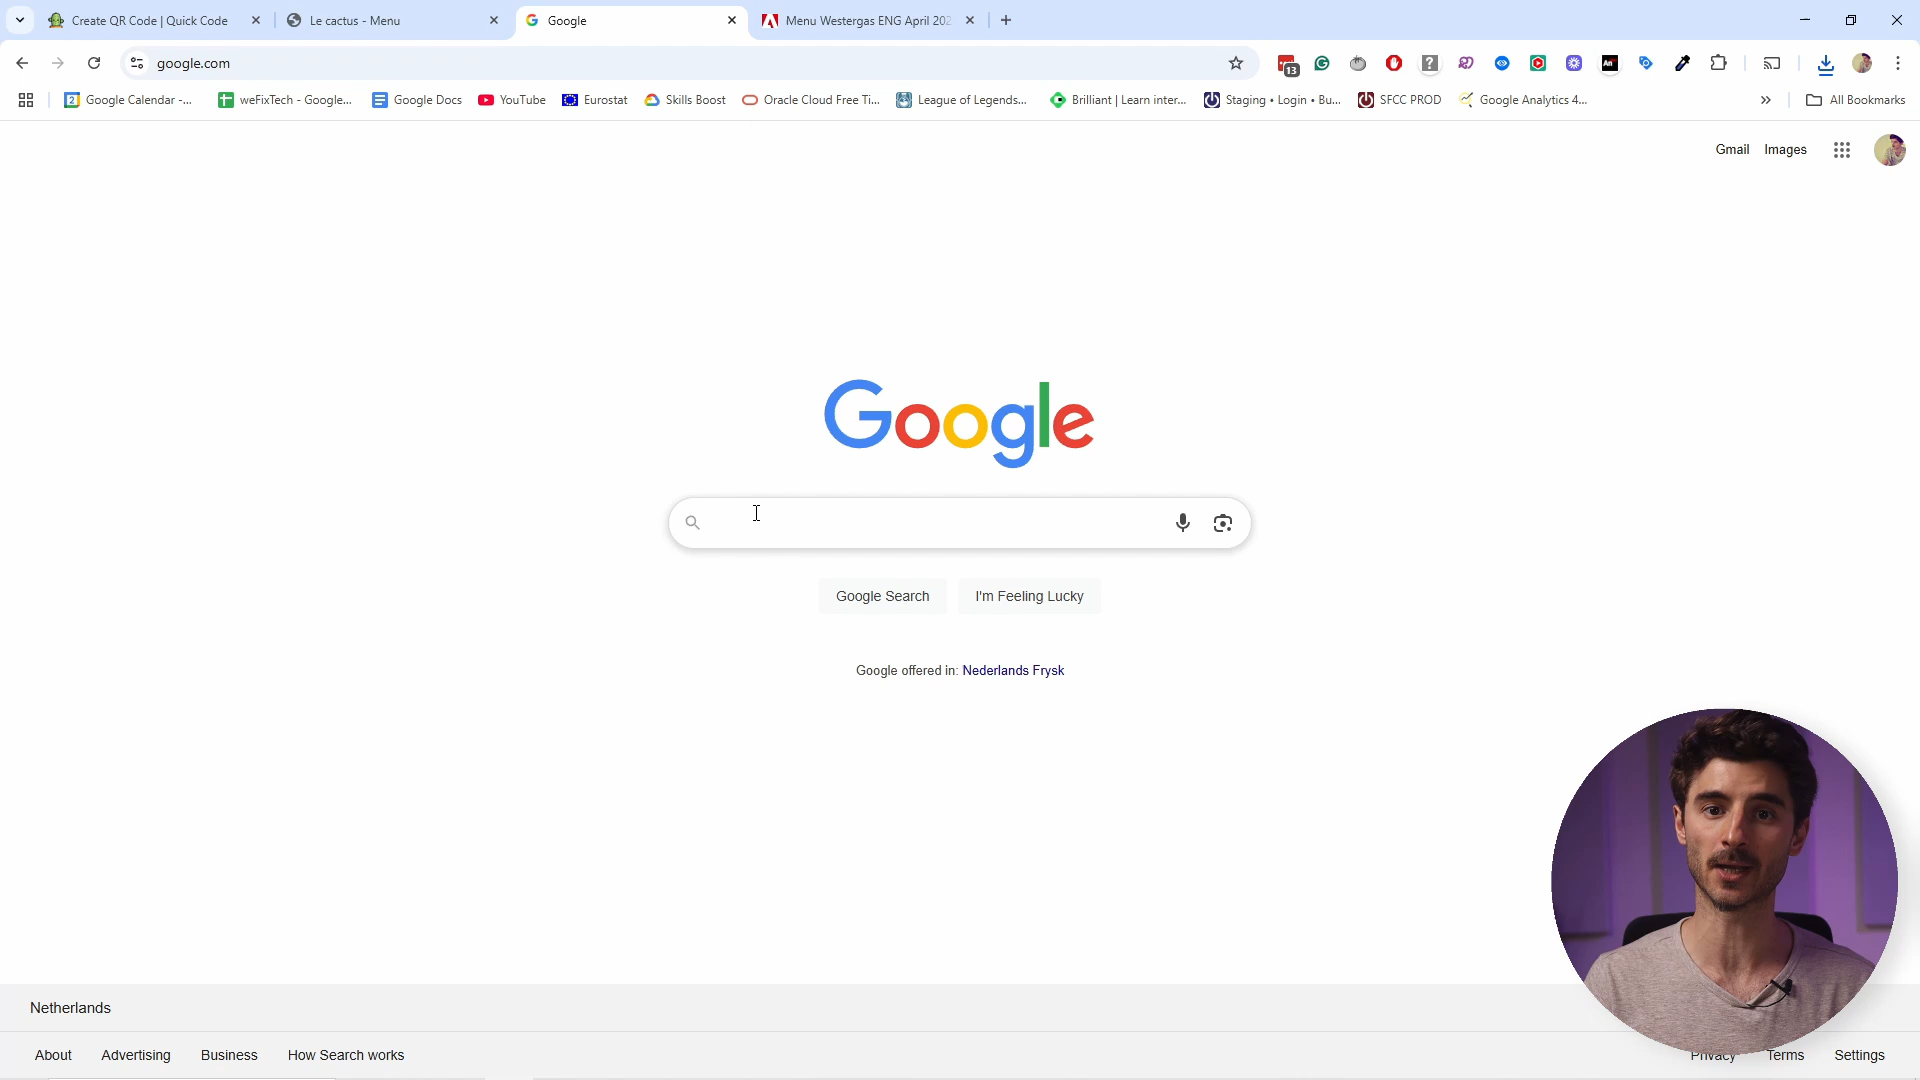 Create QR Code | Quick Code
Le cactus - Menu
Google
Menu Westergas ENG April 202
google.com
13
An
2
Google Calendar -...
weFixTech - Google...
Google Docs
YouTube
Eurostat
Skills Boost
Oracle Cloud Free Ti...
League of Legends...
Brilliant | Learn inter...
Staging • Login • Bu...
SFCC PROD
Google Analytics 4...
All Bookmarks
Gmail
Images
Google
Google Search
I'm Feeling Lucky
Google offered in: Nederlands Frysk
Netherlands
About
Advertising
Business
How Search works
Privacy
Terms
Settings